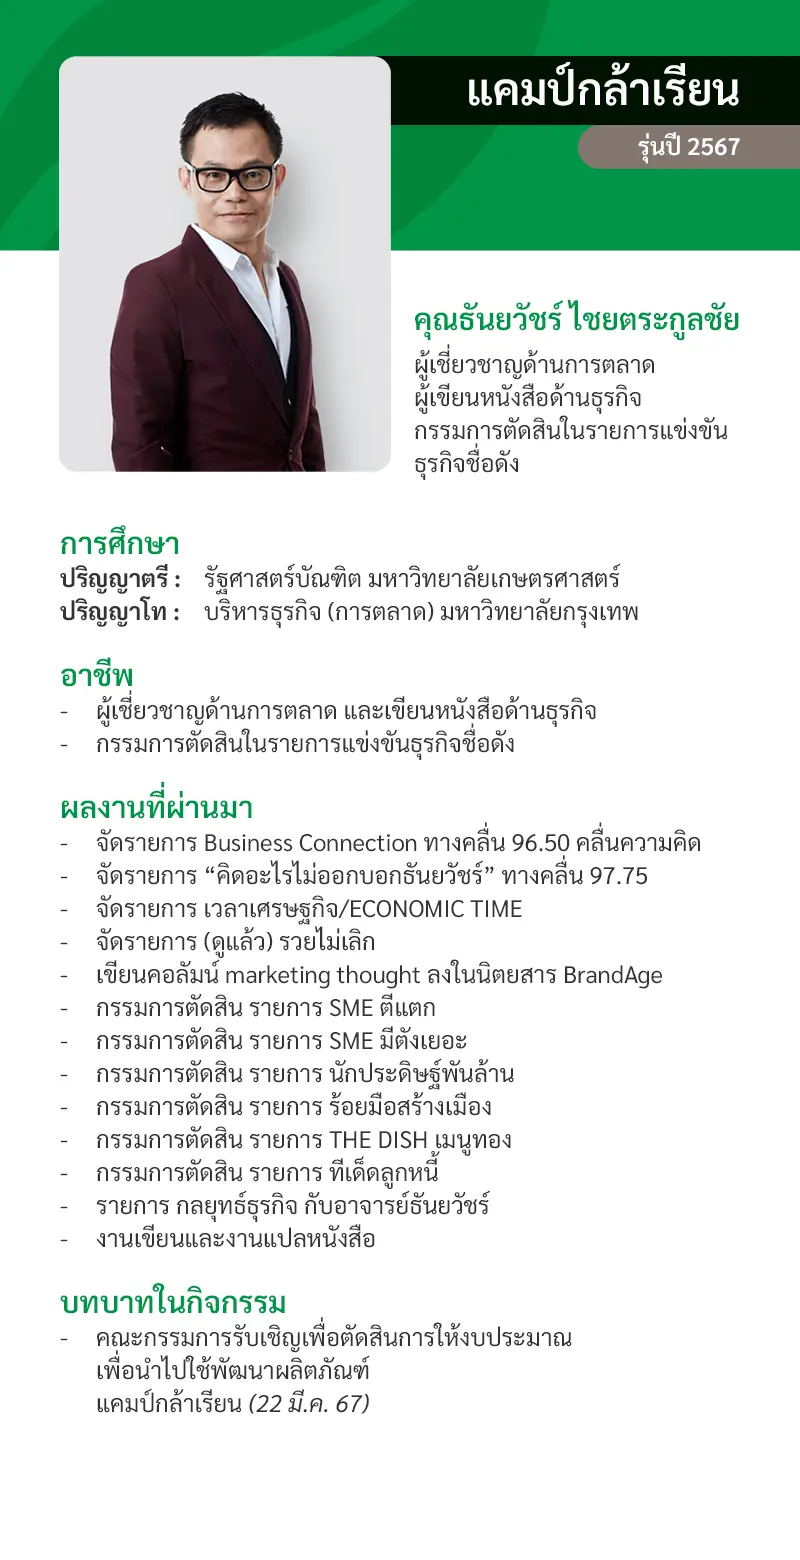 แคมป์กล้าเรียน
รุ่นปี 2567
คุณธันยวัชร์ ไชยตระกูลชัย
ผู้เชี่ยวชาญด้านการตลาด
ผู้เขียนหนังสือด้านธุรกิจ
กรรมการตัดสินในรายการแข่งขัน
ธุรกิจชื่อดัง
การศึกษา
ปริญญาตรี : รัฐศาสตร์บัณฑิต มหาวิทยาลัยเกษตรศาสตร์
ปริญญาโท : บริหารธุรกิจ (การตลาด) มหาวิทยาลัยกรุงเทพ
อาชีพ
- ผู้เชี่ยวชาญด้านการตลาด และเขียนหนังสือด้านธุรกิจ
- กรรมการตัดสินในรายการแข่งขันธุรกิจชื่อดัง
ผลงานที่ผ่านมา
- จัดรายการ Business Connection ทางคลื่น 96.50 คลื่นความคิด
- จัดรายการ “คิดอะไรไม่ออกบอกธันยวัชร์” ทางคลื่น 97.75
- จัดรายการ เวลาเศรษฐกิจ/ECONOMIC TIME
- จัดรายการ (ดูแล้ว) รวยไม่เลิก
- เขียนคอลัมน์ marketing thought ลงในนิตยสาร BrandAge
- กรรมการตัดสิน รายการ SME ตีแตก
- กรรมการตัดสิน รายการ SME มีตังเยอะ
- กรรมการตัดสิน รายการ นักประดิษฐ์พันล้าน
- กรรมการตัดสิน รายการ ร้อยมือสร้างเมือง
- กรรมการตัดสิน รายการ THE DISH เมนูทอง
- กรรมการตัดสิน รายการ ทีเด็ดลูกหนี้
- รายการ กลยุทธ์ธุรกิจ กับอาจารย์ธันยวัชร์
- งานเขียนและงานแปลหนังสือ
บทบาทในกิจกรรม
- คณะกรรมการรับเชิญเพื่อตัดสินการให้งบประมาณ
เพื่อนำไปใช้พัฒนาผลิตภัณฑ์
แคมป์กล้าเรียน (22 มี.ค. 67)